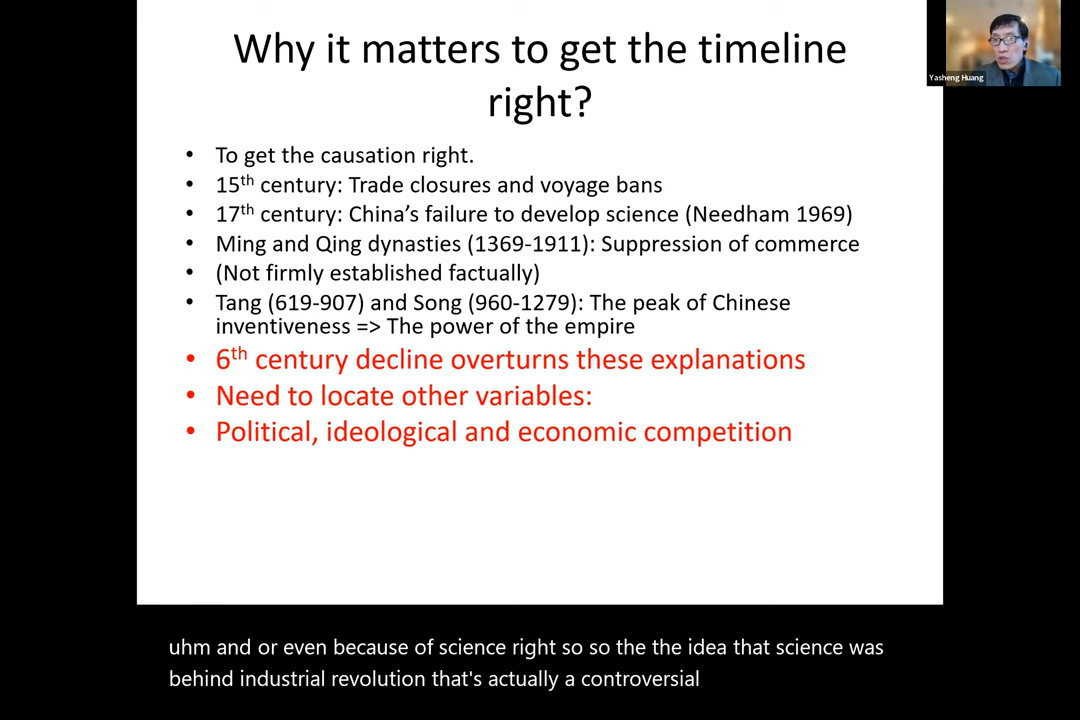 Why it matters to get the timeline
right?
Yasheng Huang
• To get the causation right.
• 15th century: Trade closures and voyage bans
• 17th century: China’s failure to develop science (Needham 1969)
• Ming and Qing dynasties (1369-1911): Suppression of commerce
• (Not firmly established factually)
• Tang (619-907) and Song (960-1279): The peak of Chinese
inventiveness => The power of the empire
• 6th century decline overturns these explanations
• Need to locate other variables:
• Political, ideological and economic competition
uhm and or even because of science right so so the the idea that science was
behind industrial revolution that's actually a controversial